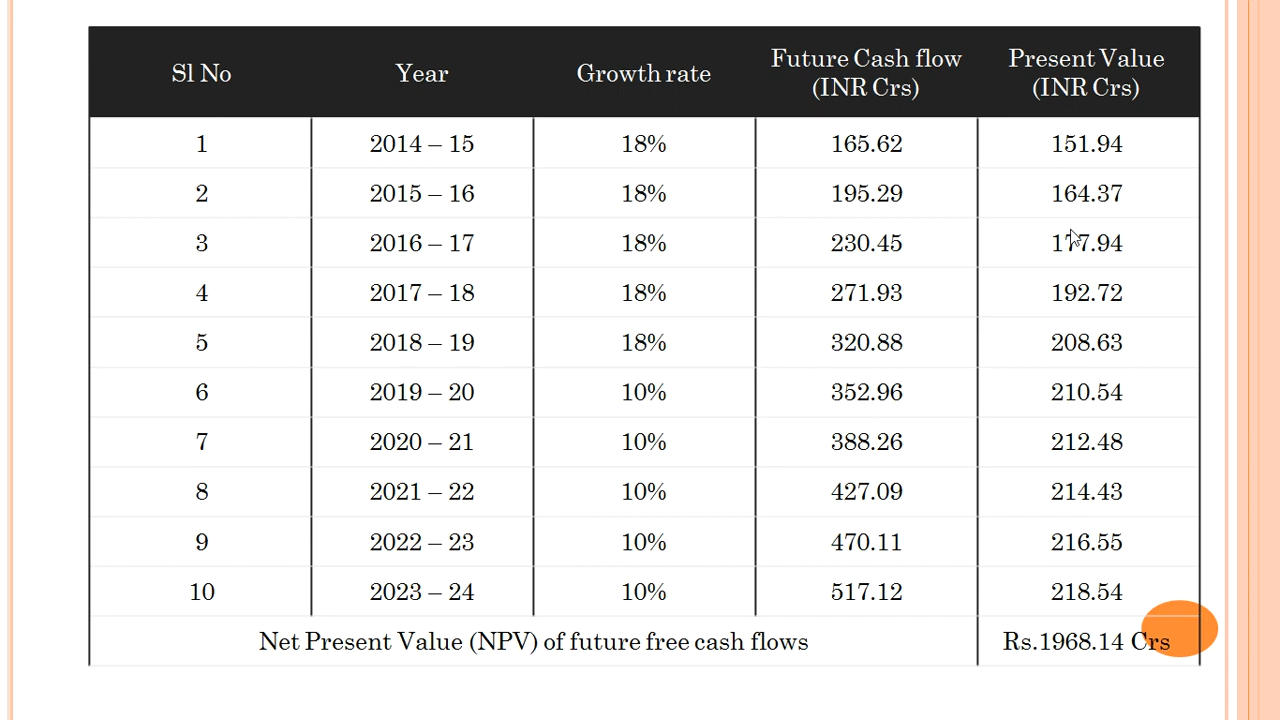 Sl No Year Growth rate Future Cash flow (INR Crs) Present Value (INR Crs)
1 2014 – 15 18% 165.62 151.94
2 2015 – 16 18% 195.29 164.37
3 2016 – 17 18% 230.45 177.94
4 2017 – 18 18% 271.93 192.72
5 2018 – 19 18% 320.88 208.63
6 2019 – 20 10% 352.96 210.54
7 2020 – 21 10% 388.26 212.48
8 2021 – 22 10% 427.09 214.43
9 2022 – 23 10% 470.11 216.55
10 2023 – 24 10% 517.12 218.54
Net Present Value (NPV) of future free cash flows Rs.1968.14 Crs